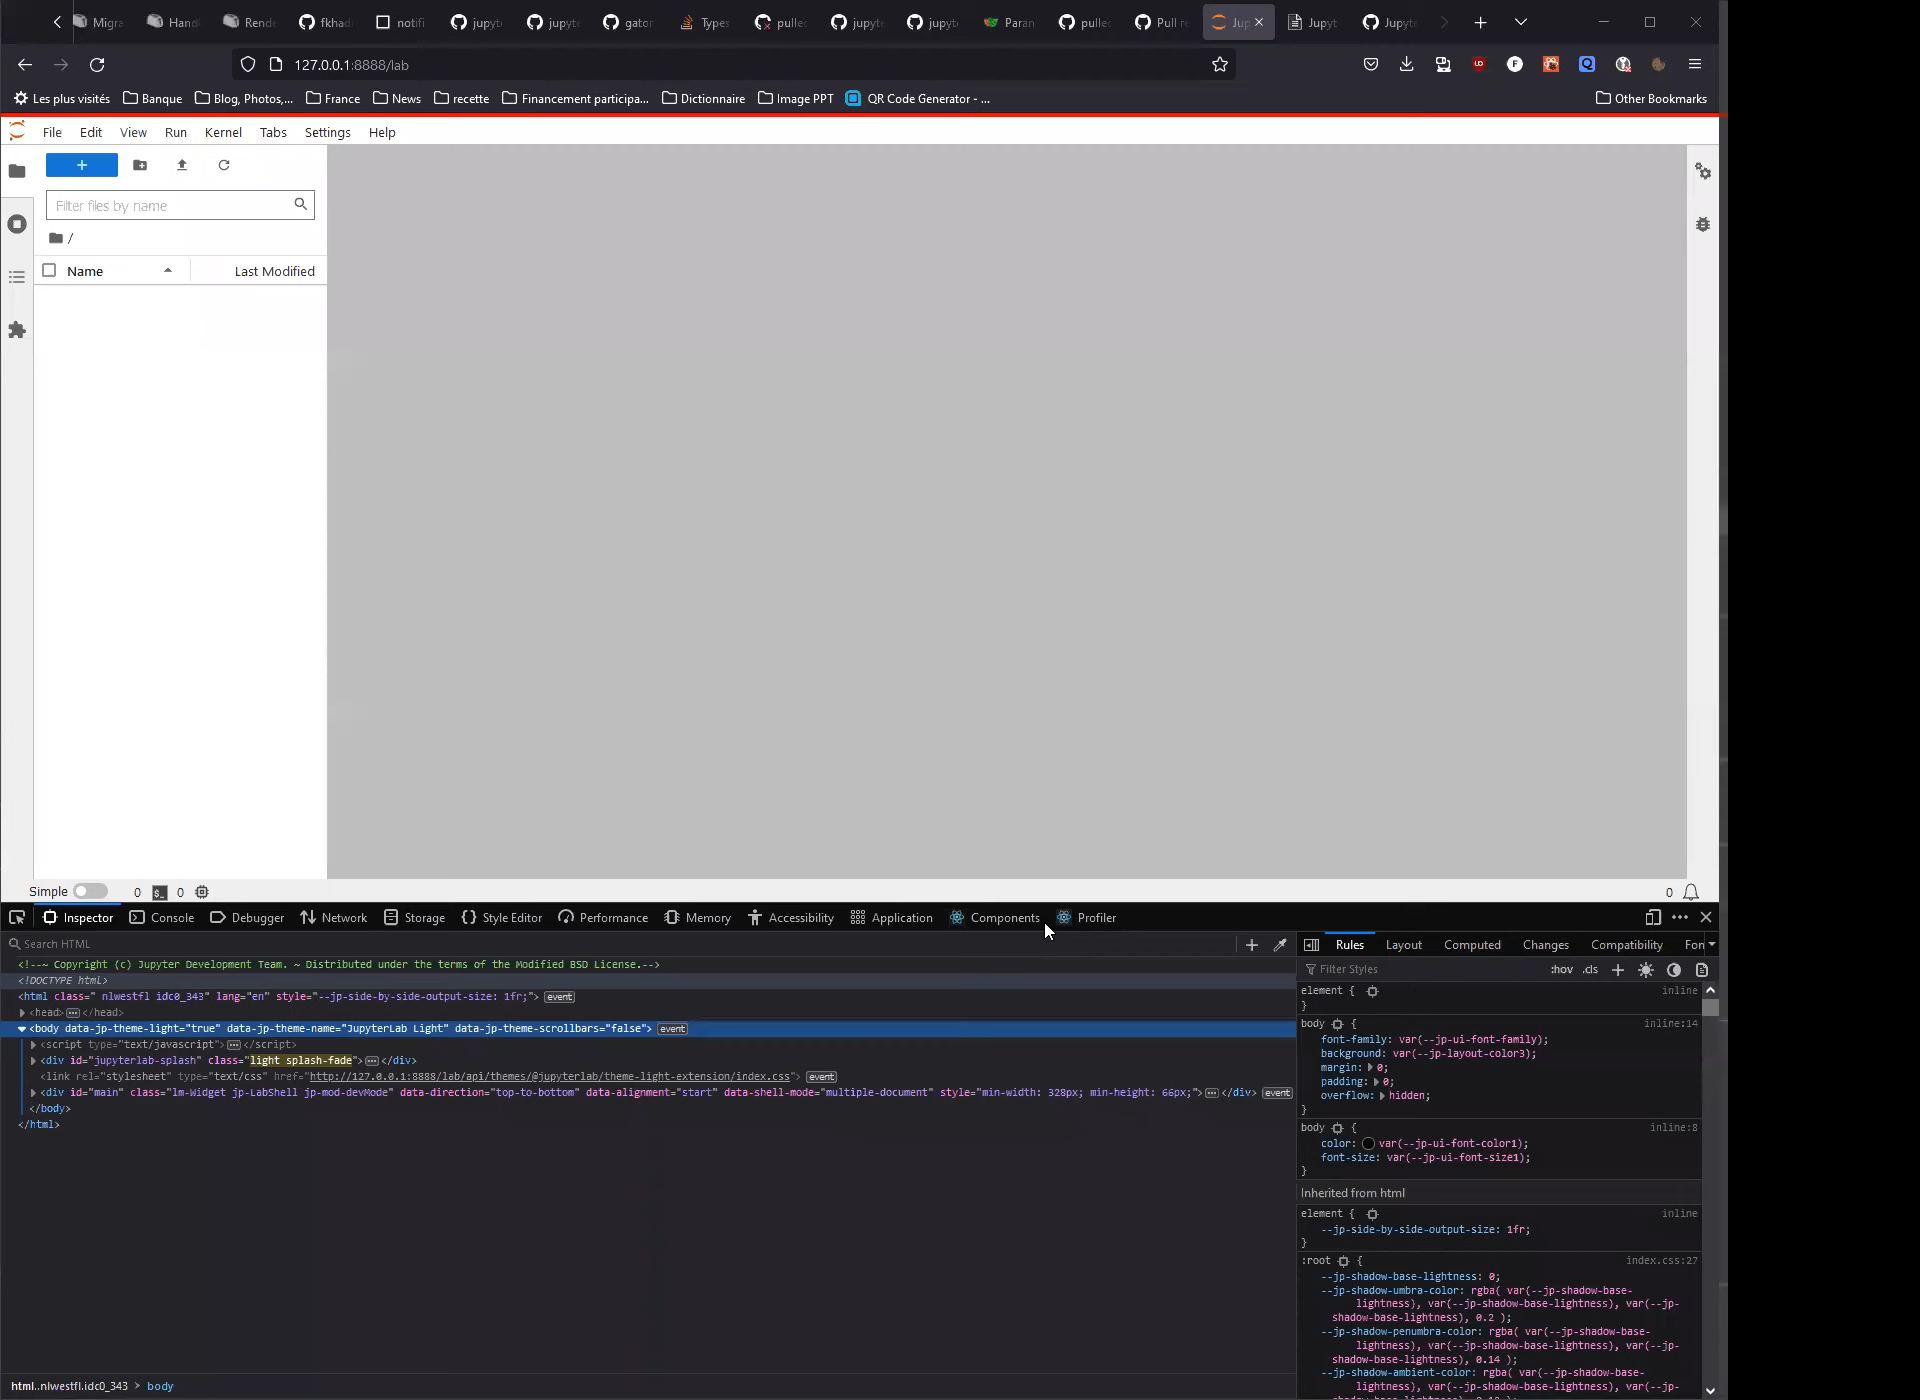 Migra Hand Rende fkhad notifi jupyt jupyte gator Types pullec jupyte jupyt Param pullec Pull re Jup Jupyt Jupyte
127.0.0.1:8888/lab
Les plus visités Banque Blog, Photos,... France News recette Financement participa... Dictionnaire Image PPT QR Code Generator - ... Other Bookmarks
File Edit View Run Kernel Tabs Settings Help
+
Filter files by name
/
Name Last Modified
Simple 0 $_ 0 0
Inspector Console Debugger Network Storage {} Style Editor Performance Memory Accessibility Application Components Profiler
Search HTML
Rules Layout Computed Changes Compatibility Fon
Filter Styles :hov .cls
<!--~ Copyright (c) Jupyter Development Team. ~ Distributed under the terms of the Modified BSD License.-->
<!DOCTYPE html>
<html class=" nlwestfl idc0_343" lang="en" style="--jp-side-by-side-output-size: 1fr;"> event
<head></head>
<body data-jp-theme-light="true" data-jp-theme-name="JupyterLab Light" data-jp-theme-scrollbars="false"> event
<script type="text/javascript"></script>
<div id="jupyterlab-splash" class="light splash-fade"></div>
<link rel="stylesheet" type="text/css" href="http://127.0.0.1:8888/lab/api/themes/@jupyterlab/theme-light-extension/index.css"> event
<div id="main" class="lm-Widget jp-LabShell jp-mod-devMode" data-direction="top-to-bottom" data-alignment="start" data-shell-mode="multiple-document" style="min-width: 328px; min-height: 66px;"></div> event
</body>
</html>
element { inline
}
body { inline:14
font-family: var(--jp-ui-font-family);
background: var(--jp-layout-color3);
margin: 0;
padding: 0;
overflow: hidden;
}
body { inline:8
color: var(--jp-ui-font-color1);
font-size: var(--jp-ui-font-size1);
}
Inherited from html
element { inline
--jp-side-by-side-output-size: 1fr;
}
:root { index.css:27
--jp-shadow-base-lightness: 0;
--jp-shadow-umbra-color: rgba( var(--jp-shadow-base-
lightness), var(--jp-shadow-base-lightness), var(--jp-
shadow-base-lightness), 0.2 );
--jp-shadow-penumbra-color: rgba( var(--jp-shadow-base-
lightness), var(--jp-shadow-base-lightness), var(--jp-
shadow-base-lightness), 0.14 );
--jp-shadow-ambient-color: rgba( var(--jp-shadow-base-
lightness), var(--jp-shadow-base-lightness), var(--jp-
html.nlwestfl.idc0_343 > body